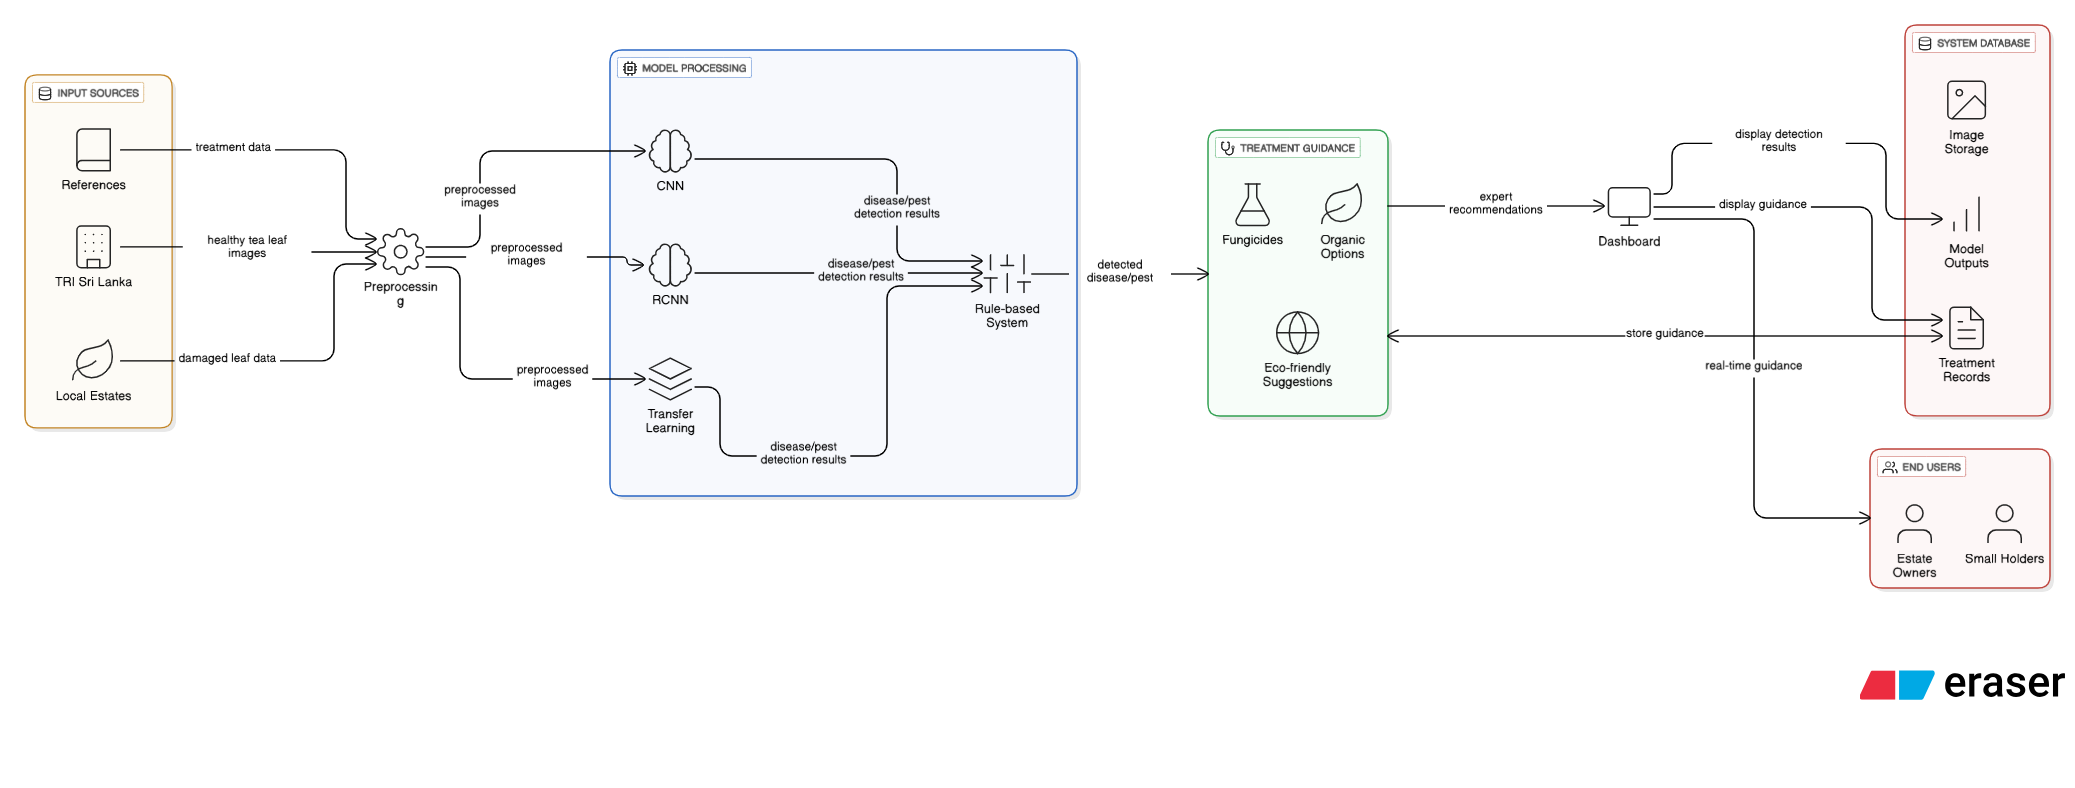 INPUT SOURCES
References
TRI Sri Lanka
Local Estates
treatment data
healthy tea leaf
images
damaged leaf data
Preprocessin
g
preprocessed
images
preprocessed
images
preprocessed
images
MODEL PROCESSING
CNN
RCNN
Transfer
Learning
disease/pest
detection results
disease/pest
detection results
disease/pest
detection results
Rule-based
System
detected
disease/pest
TREATMENT GUIDANCE
Fungicides
Organic
Options
Eco-friendly
Suggestions
expert
recommendations
Dashboard
display detection
results
display guidance
store guidance
real-time guidance
SYSTEM DATABASE
Image
Storage
Model
Outputs
Treatment
Records
END USERS
Estate
Owners
Small Holders
eraser